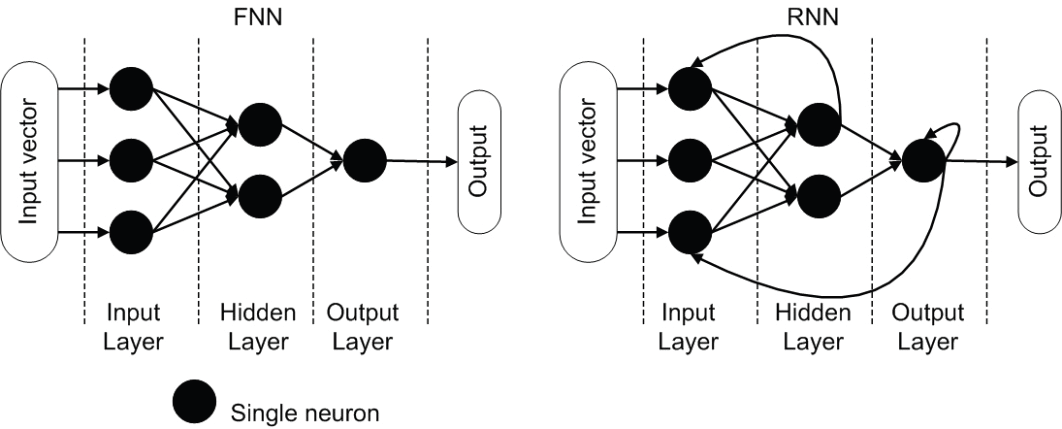 FNN
Input vector
Output
Input
Layer
Hidden
Layer
Output
Layer
Single neuron
RNN
Input vector
Output
Input
Layer
Hidden
Layer
Output
Layer